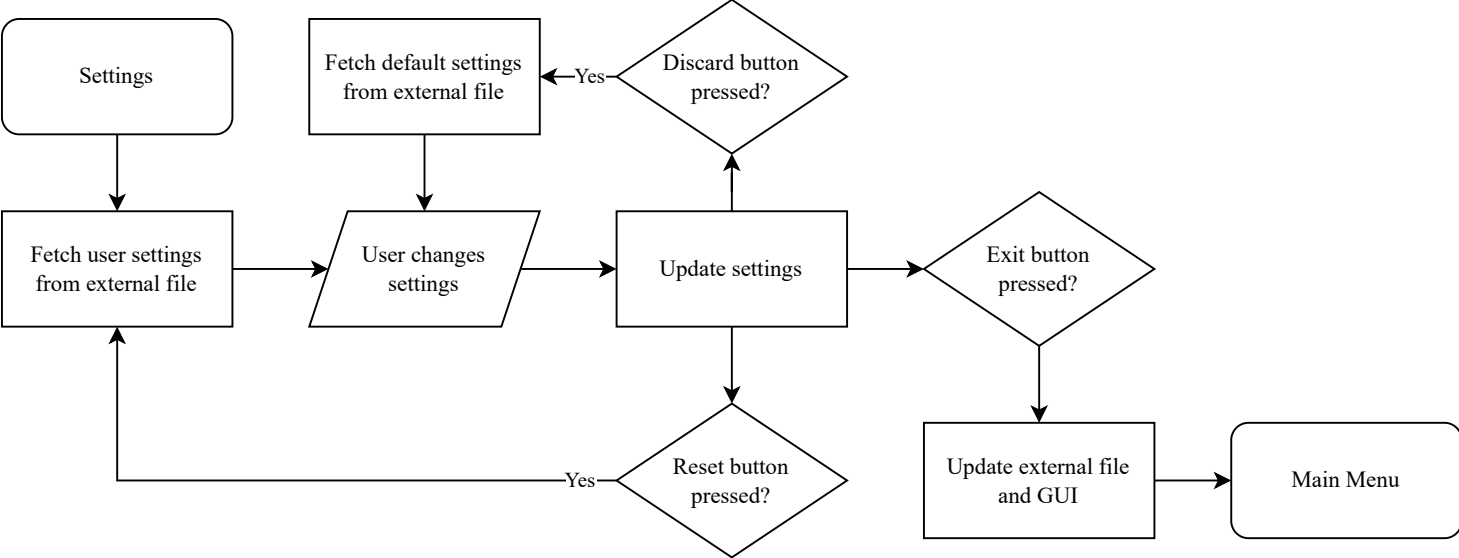 Settings
Fetch default settings
from external file
Yes
Discard button
pressed?
Fetch user settings
from external file
User changes
settings
Update settings
Exit button
pressed?
Yes
Reset button
pressed?
Update external file
and GUI
Main Menu